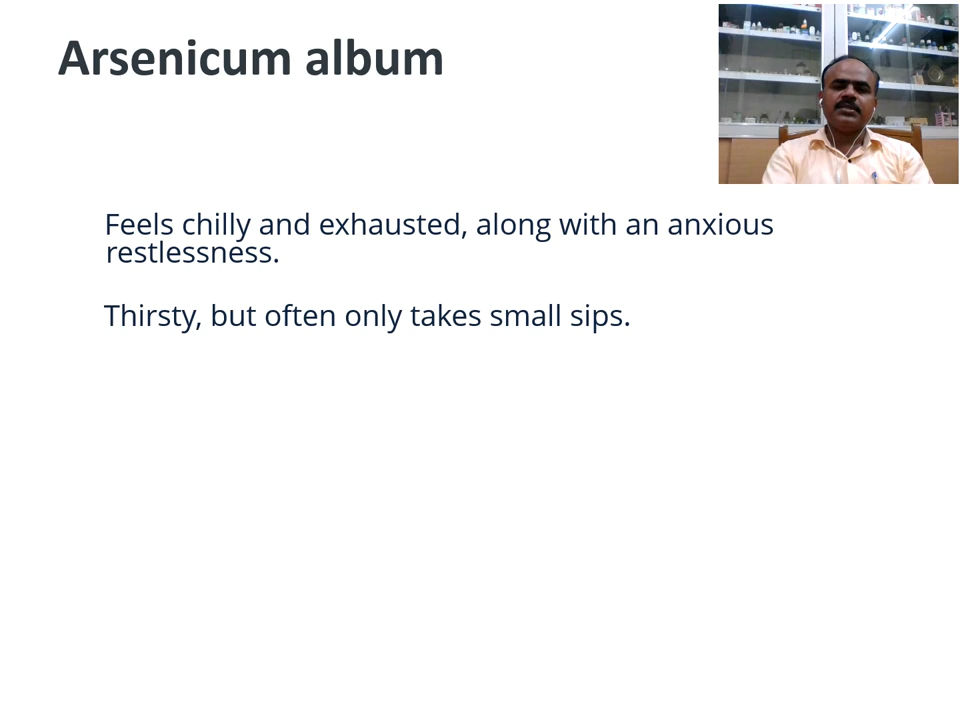 Arsenicum album
Feels chilly and exhausted, along with an anxious
restlessness.
Thirsty, but often only takes small sips.